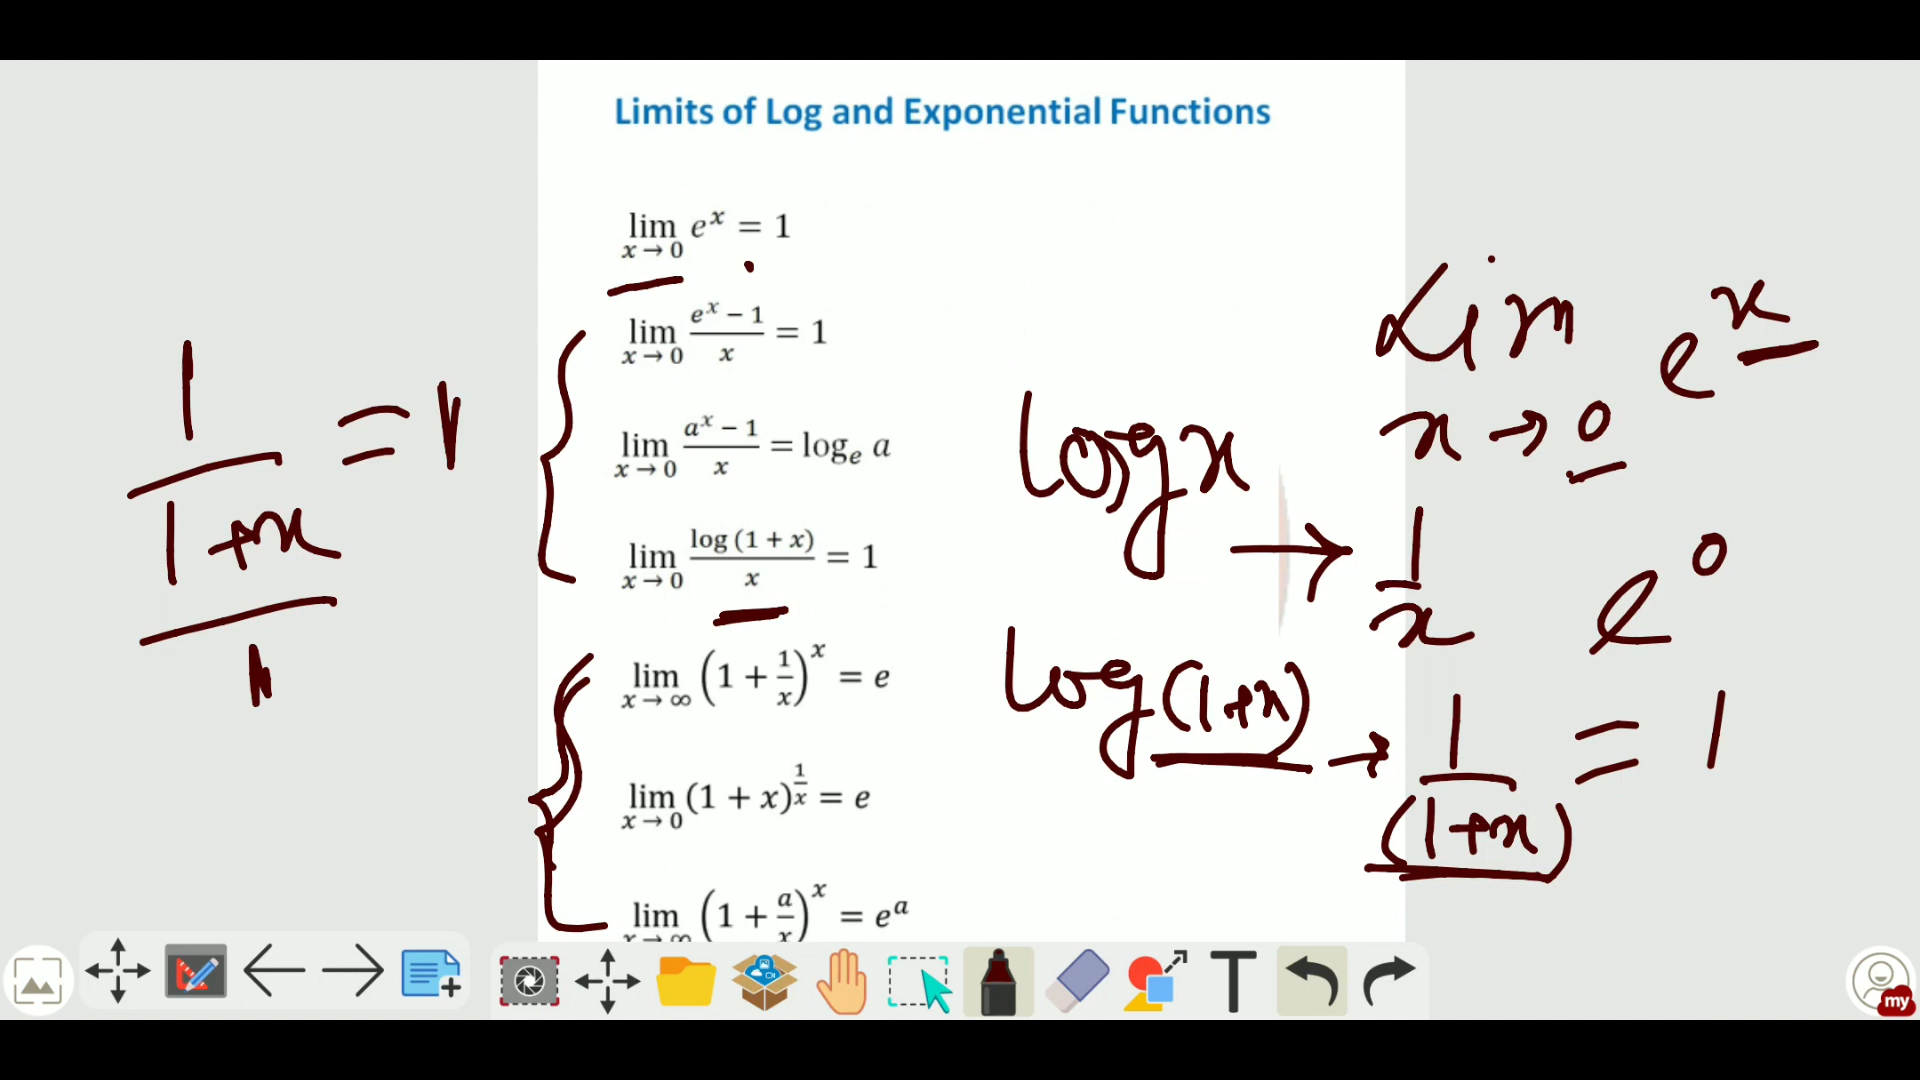 Limits of Log and Exponential Functions
lim x→0 e^x = 1
lim x→0 (e^x − 1)/x = 1
lim x→0 (a^x − 1)/x = log_e a
lim x→0 log (1 + x)/x = 1
lim x→∞ (1 + 1/x)^x = e
lim x→0 (1 + x)^(1/x) = e
lim x→∞ (1 + a/x)^x = e^a
1
1+x
= 1
1
Lim e^x
x→0
log x → 1/x
e^0
log(1+x) → 1/(1+x) = 1
T
my